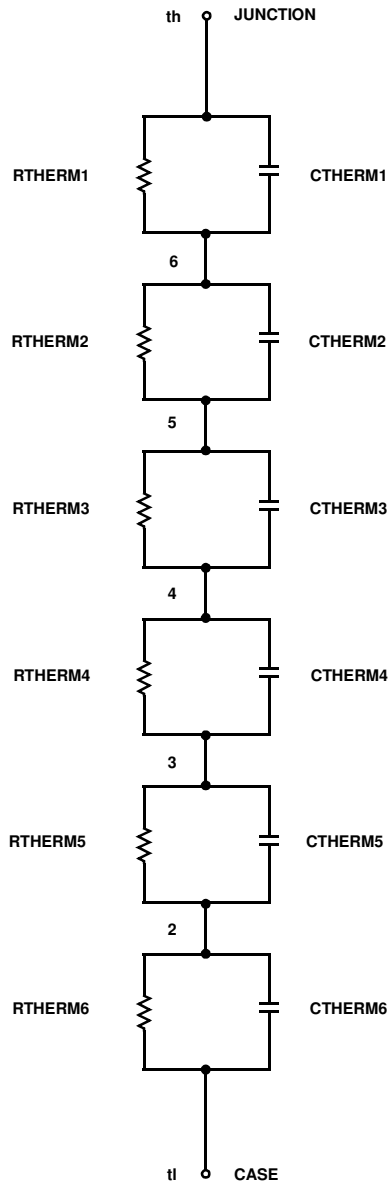 th JUNCTION
RTHERM1 CTHERM1
6
RTHERM2 CTHERM2
5
RTHERM3 CTHERM3
4
RTHERM4 CTHERM4
3
RTHERM5 CTHERM5
2
RTHERM6 CTHERM6
tl CASE